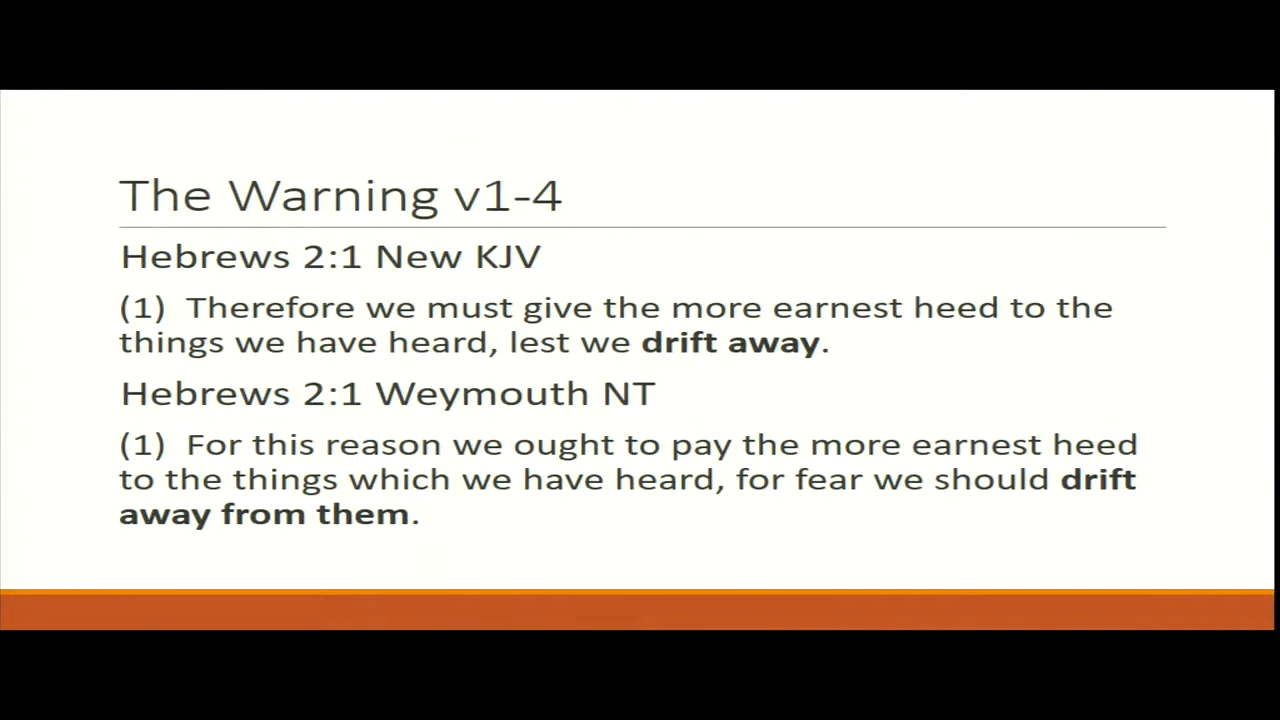 The Warning v1-4
Hebrews 2:1 New KJV
(1) Therefore we must give the more earnest heed to the
things we have heard, lest we drift away.
Hebrews 2:1 Weymouth NT
(1) For this reason we ought to pay the more earnest heed
to the things which we have heard, for fear we should drift
away from them.